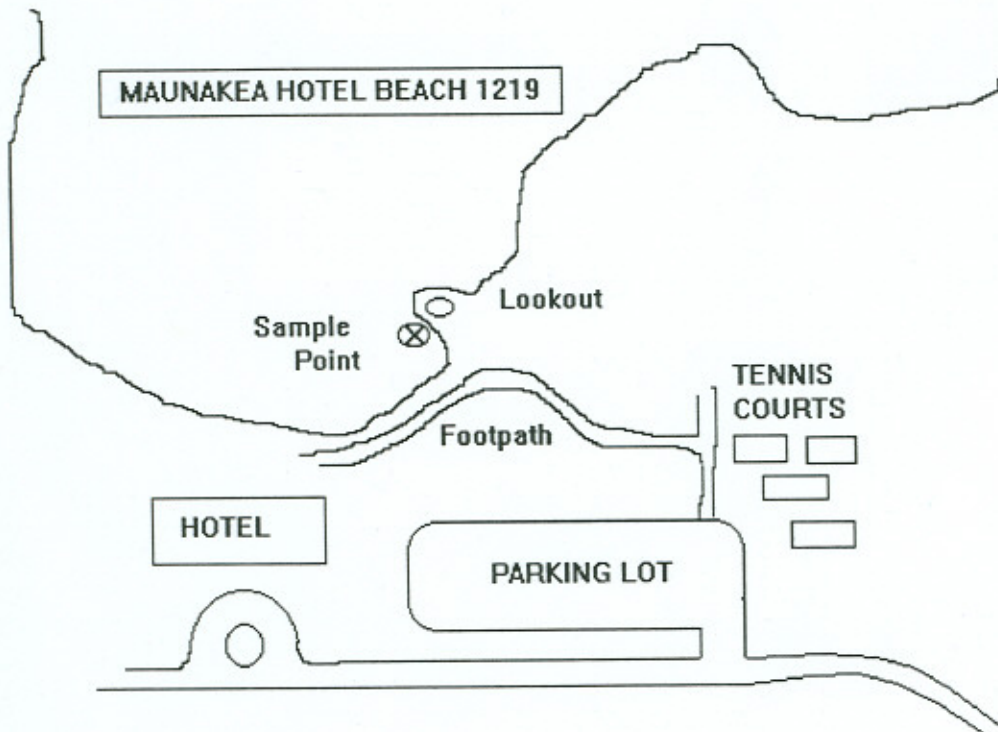 MAUNAKEA HOTEL BEACH 1219
Lookout
Sample
Point
TENNIS
COURTS
Footpath
HOTEL
PARKING LOT